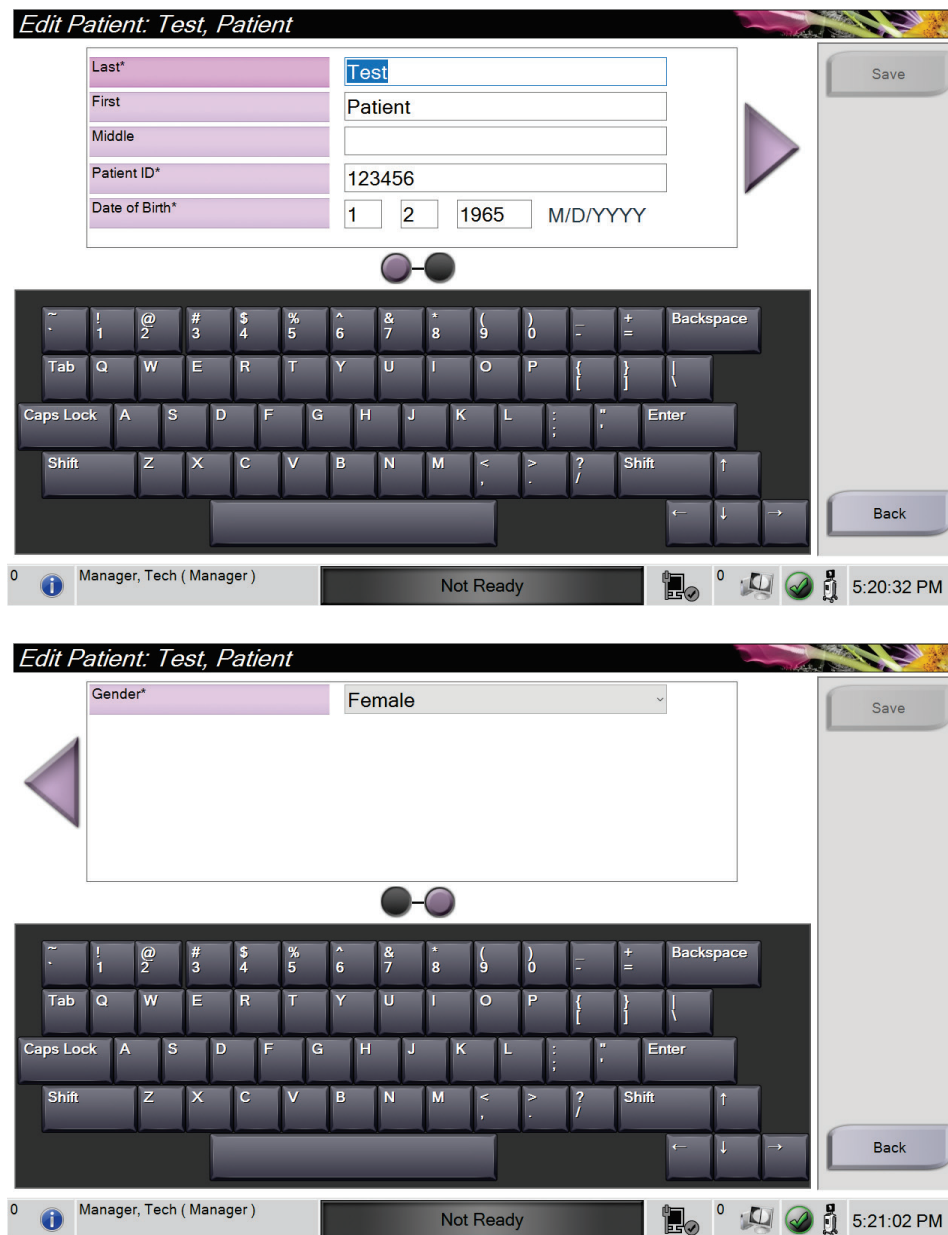 Edit Patient: Test, Patient
Last* Test
First Patient
Middle
Patient ID* 123456
Date of Birth* 1 2 1965 M/D/YYYY
Save
~ ! @ # $ % ^ & * ( ) _ + Backspace
` 1 2 3 4 5 6 7 8 9 0 - =
Tab Q W E R T Y U I O P { } |
[ ] \
Caps Lock A S D F G H J K L : " Enter
; '
Shift Z X C V B N M < > ? Shift ↑
, . /
← ↓ →
Back
0 Manager, Tech ( Manager ) Not Ready 0 5:20:32 PM
Edit Patient: Test, Patient
Gender* Female
Save
~ ! @ # $ % ^ & * ( ) _ + Backspace
` 1 2 3 4 5 6 7 8 9 0 - =
Tab Q W E R T Y U I O P { } |
[ ] \
Caps Lock A S D F G H J K L : " Enter
; '
Shift Z X C V B N M < > ? Shift ↑
, . /
← ↓ →
Back
0 Manager, Tech ( Manager ) Not Ready 0 5:21:02 PM